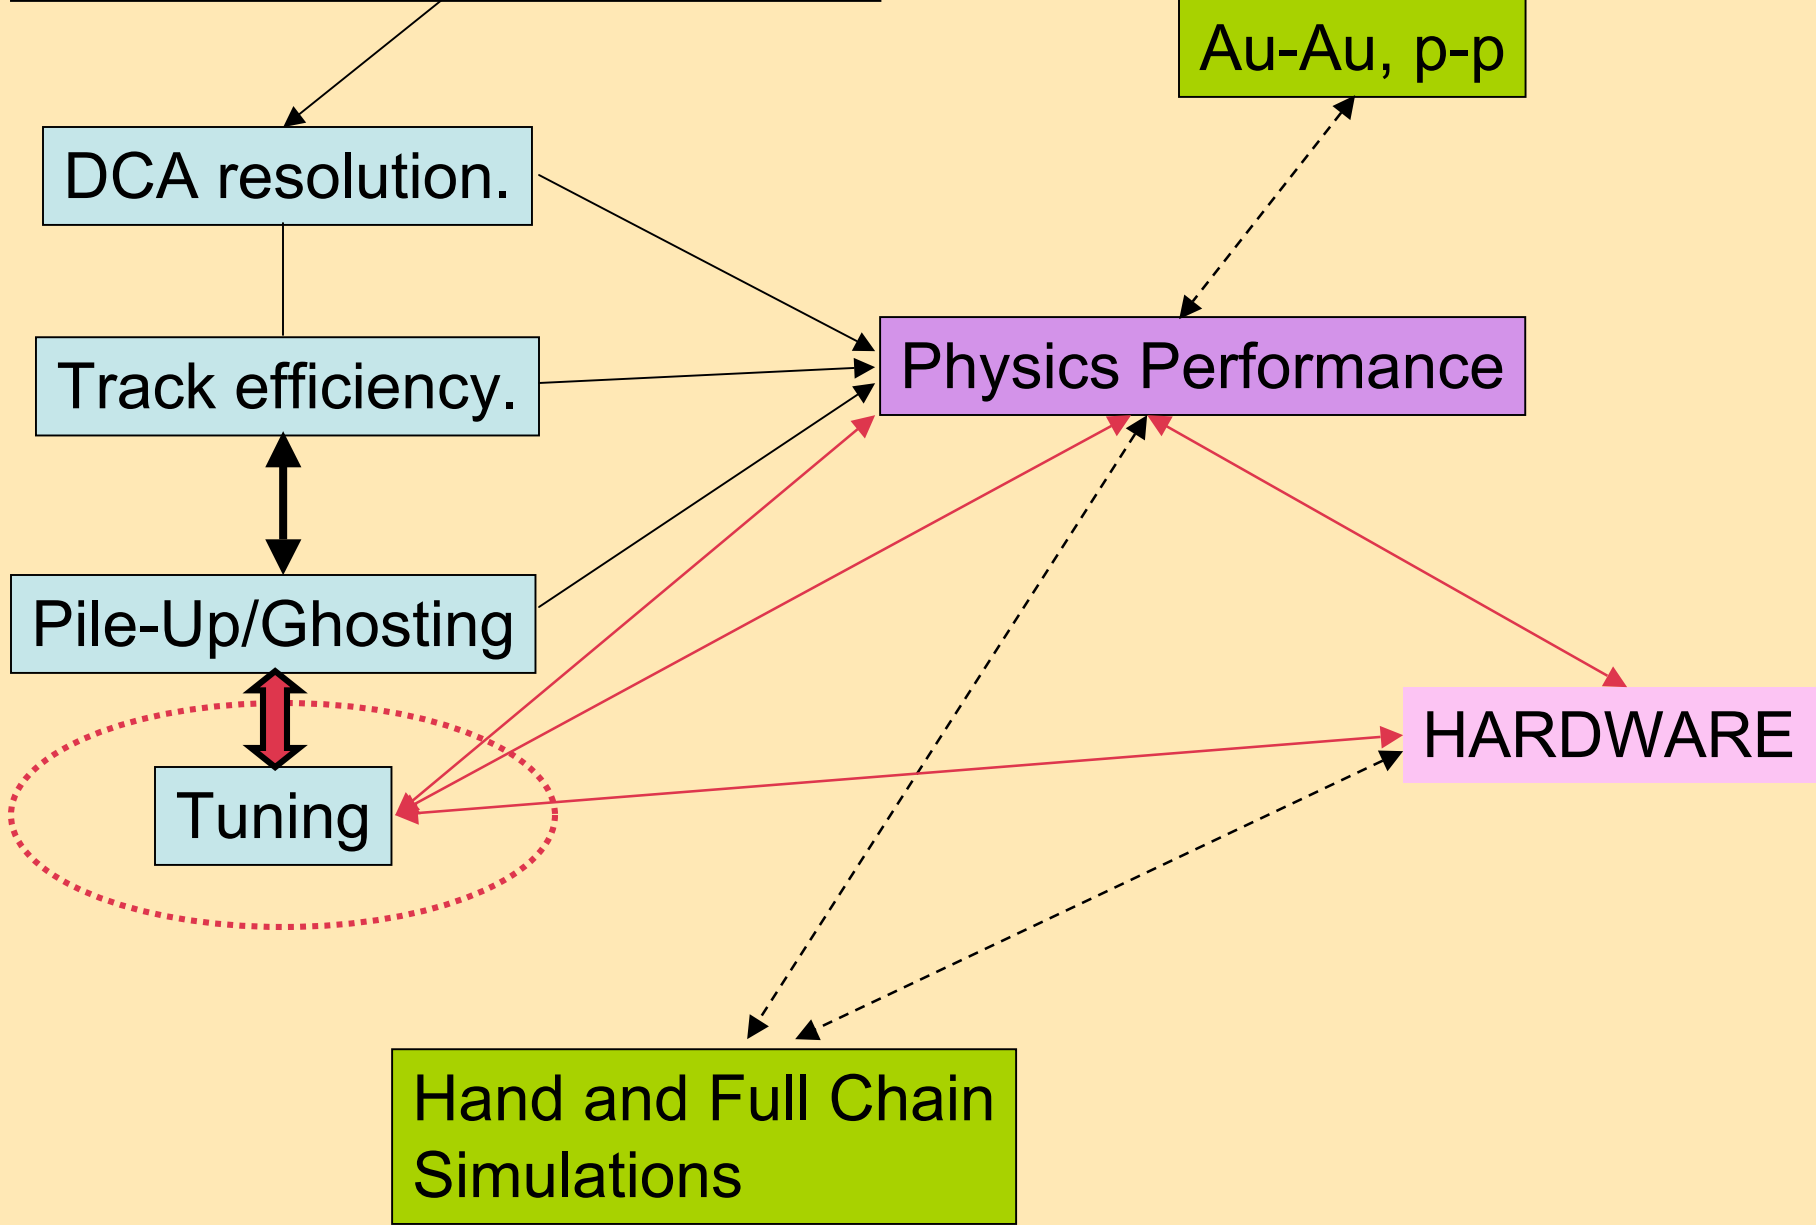 Au-Au, p-p
DCA resolution.
Track efficiency.
Physics Performance
Pile-Up/Ghosting
HARDWARE
Tuning
Hand and Full Chain
Simulations